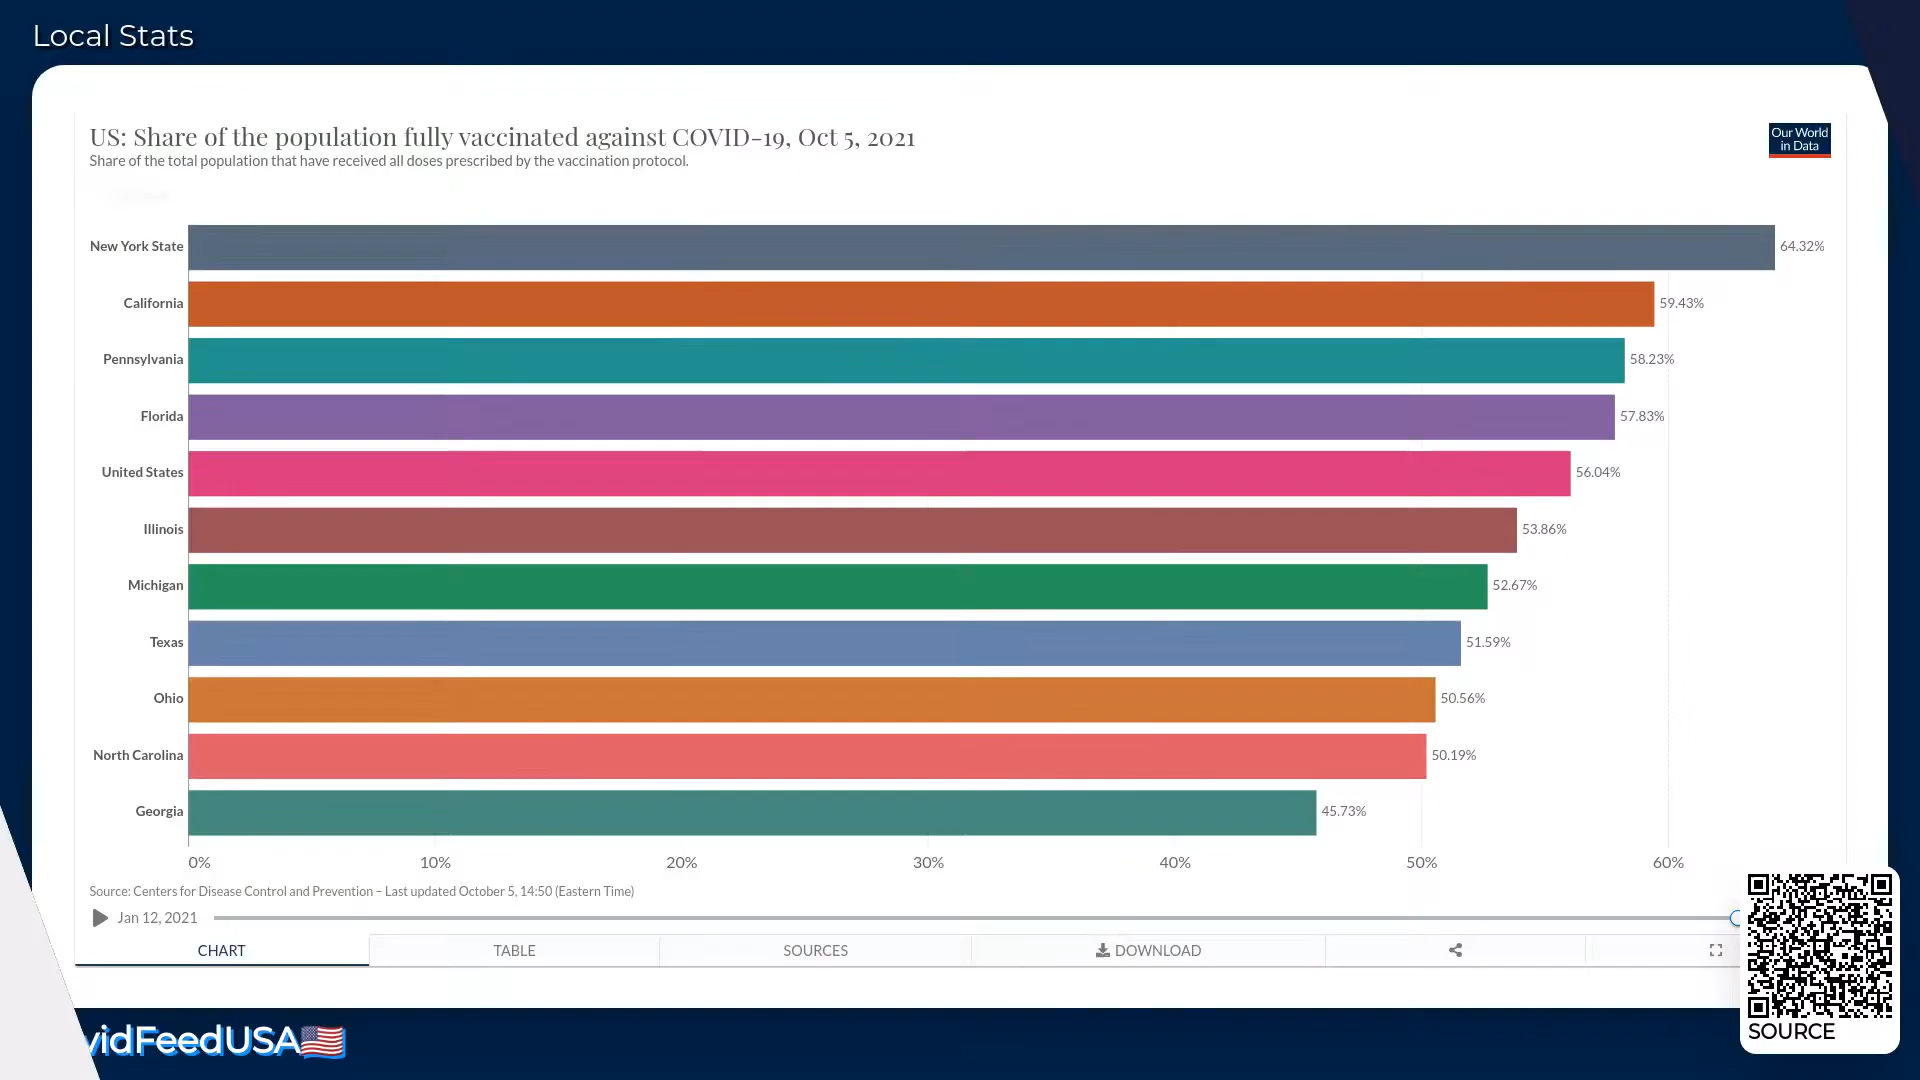 Local Stats
US: Share of the population fully vaccinated against COVID-19, Oct 5, 2021
Share of the total population that have received all doses prescribed by the vaccination protocol.
Our World
in Data
New York State 64.32%
California 59.43%
Pennsylvania 58.23%
Florida 57.83%
United States 56.04%
Illinois 53.86%
Michigan 52.67%
Texas 51.59%
Ohio 50.56%
North Carolina 50.19%
Georgia 45.73%
0% 10% 20% 30% 40% 50% 60%
Source: Centers for Disease Control and Prevention – Last updated October 5, 14:50 (Eastern Time)
Jan 12, 2021
CHART TABLE SOURCES DOWNLOAD
vidFeedUSA
SOURCE